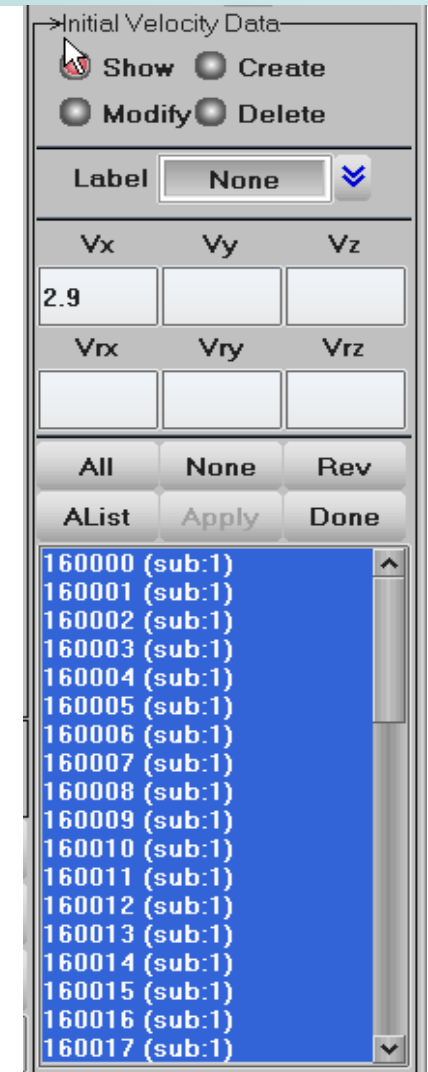 Initial Velocity Data
Show Create
Modify Delete
Label None
Vx Vy Vz
2.9
Vrx Vry Vrz
All None Rev
AList Apply Done
160000 (sub:1)
160001 (sub:1)
160002 (sub:1)
160003 (sub:1)
160004 (sub:1)
160005 (sub:1)
160006 (sub:1)
160007 (sub:1)
160008 (sub:1)
160009 (sub:1)
160010 (sub:1)
160011 (sub:1)
160012 (sub:1)
160013 (sub:1)
160014 (sub:1)
160015 (sub:1)
160016 (sub:1)
160017 (sub:1)